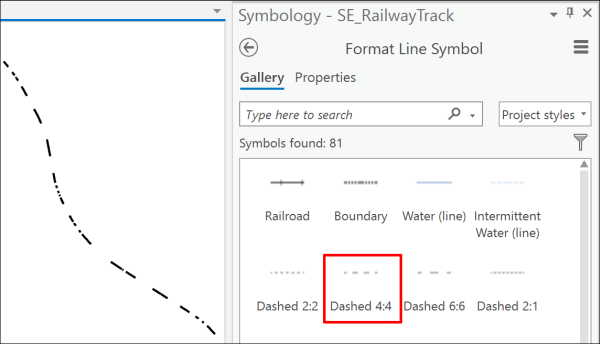 Symbology - SE_RailwayTrack
Format Line Symbol
Gallery Properties
Type here to search
Project styles
Symbols found: 81
Railroad Boundary Water (line) Intermittent
Water (line)
Dashed 2:2 Dashed 4:4 Dashed 6:6 Dashed 2:1